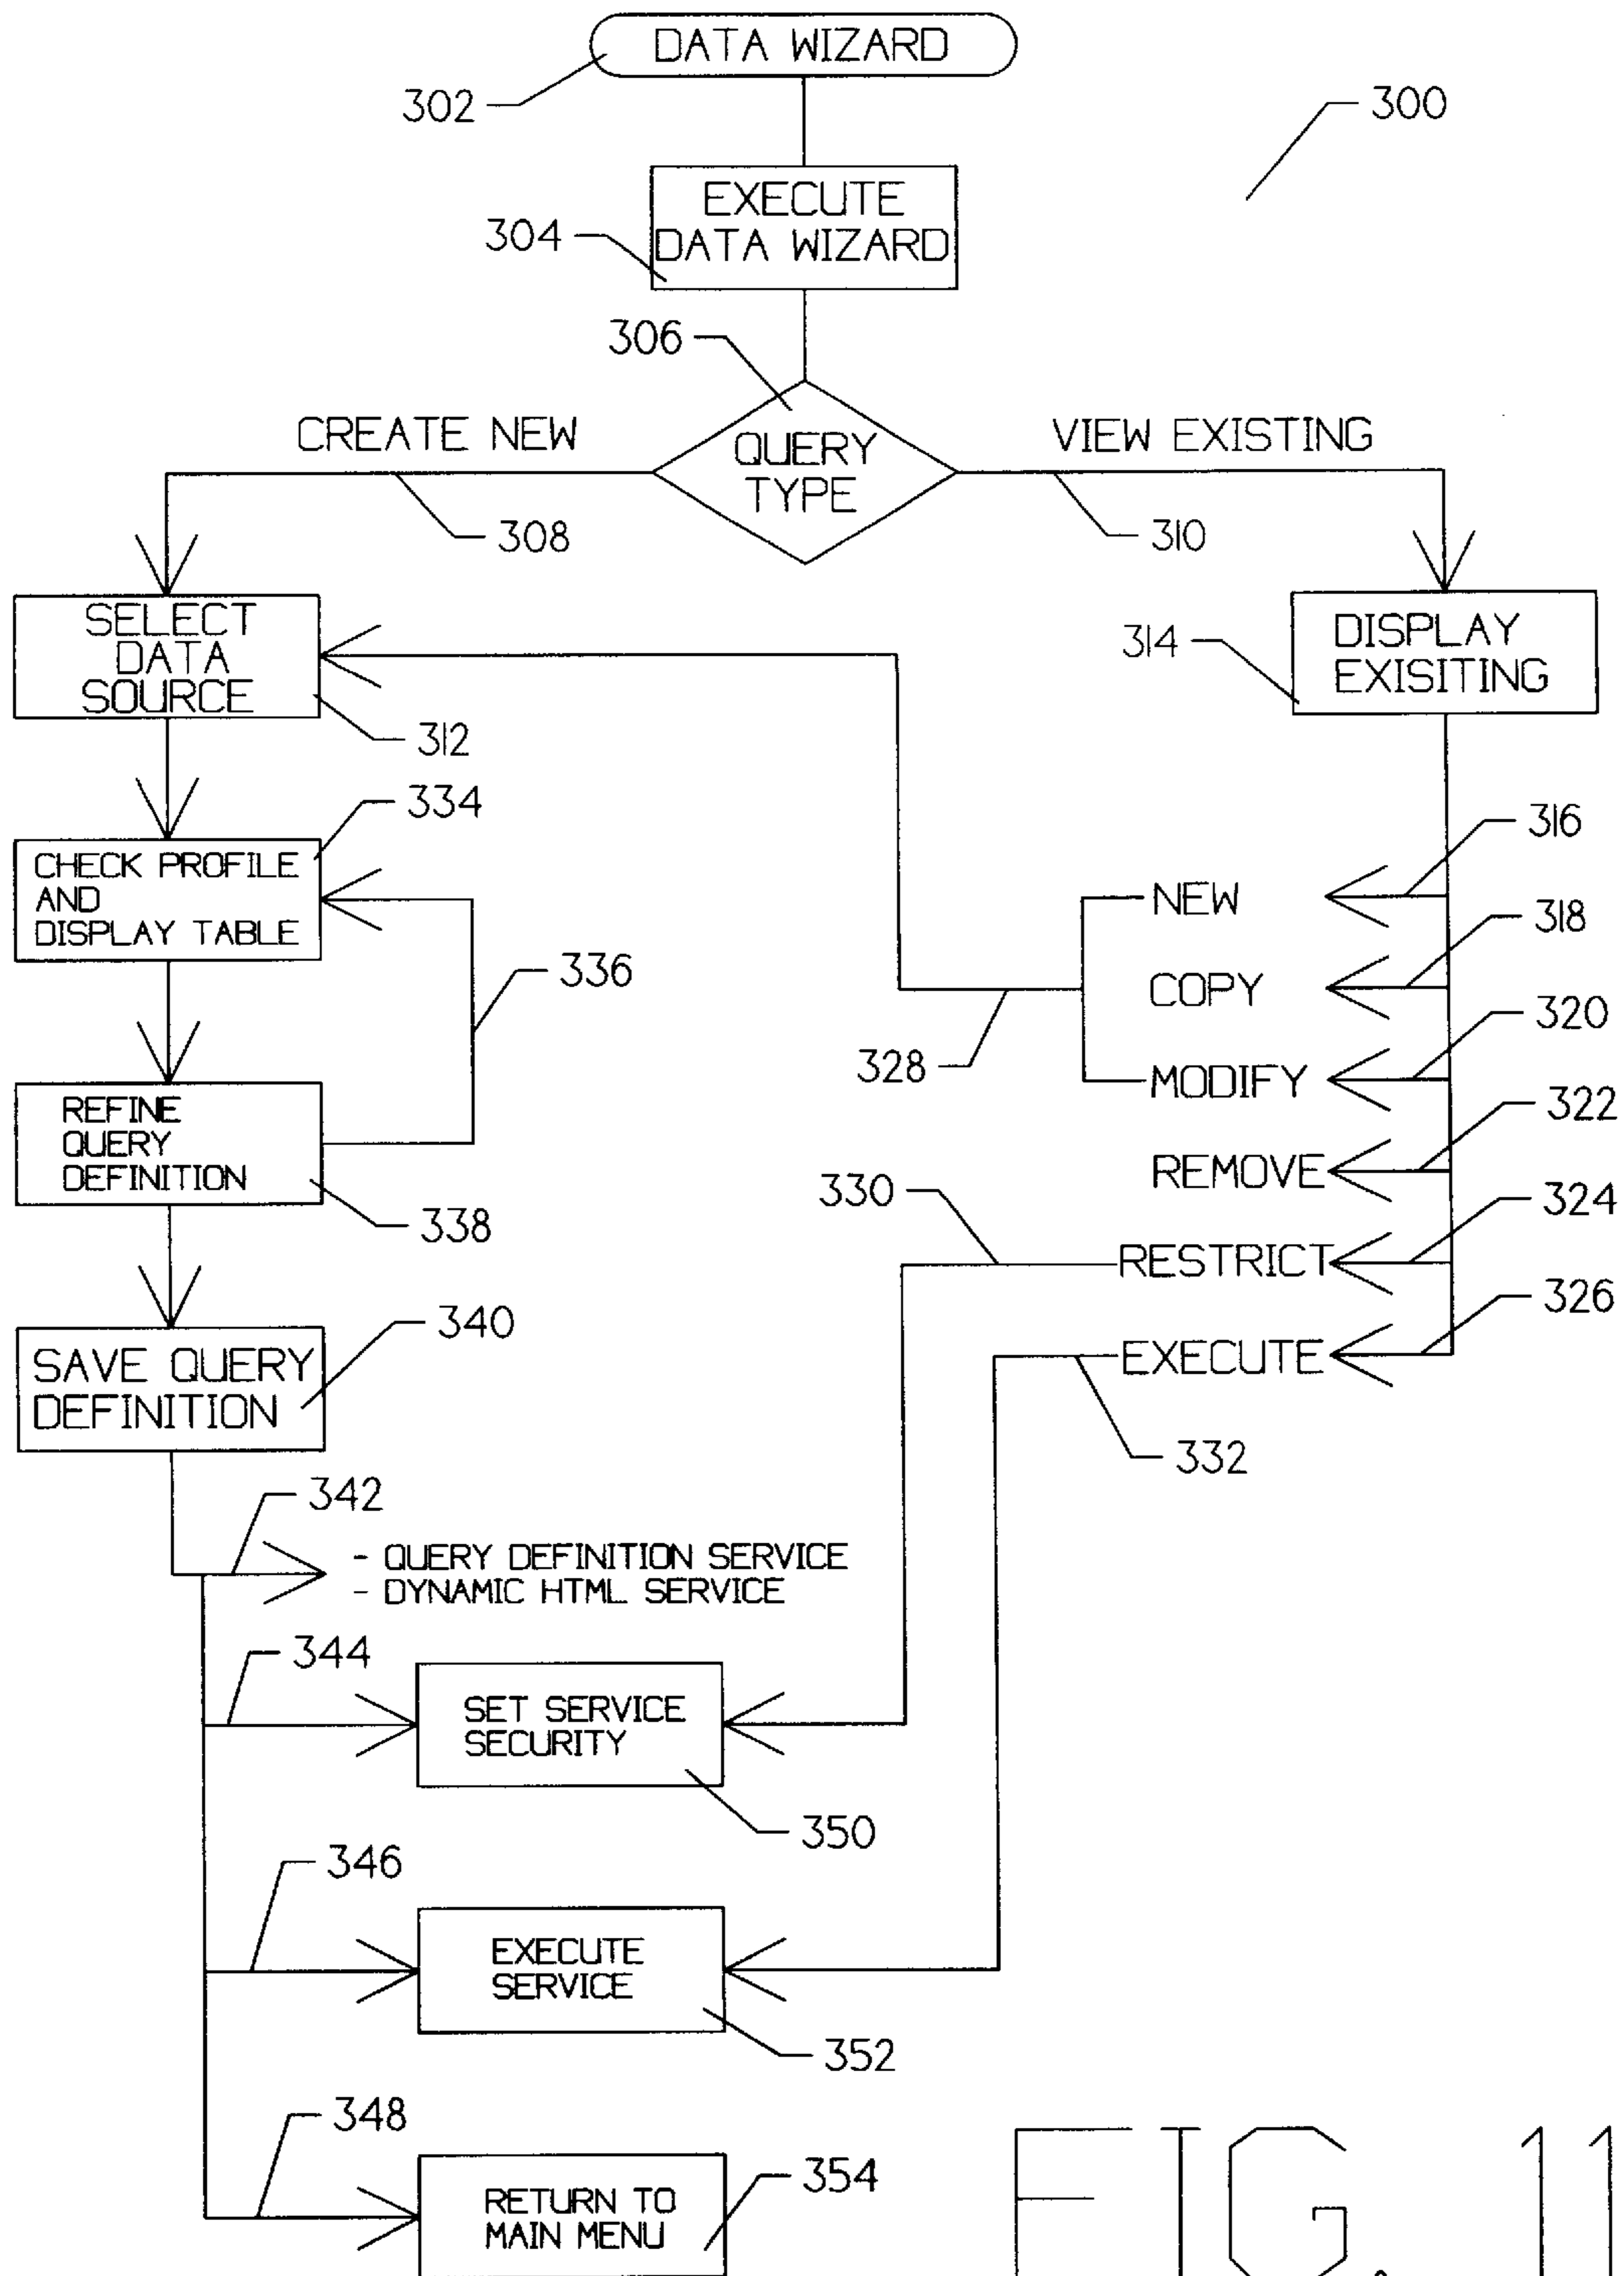 DATA WIZARD
302
300
EXECUTE
DATA WIZARD
304
306
CREATE NEW
QUERY
TYPE
VIEW EXISTING
308
310
SELECT
DATA
SOURCE
312
314
DISPLAY
EXISITING
334
CHECK PROFILE
AND
DISPLAY TABLE
336
316
NEW
318
COPY
320
328
MODIFY
REFINE
QUERY
DEFINITION
338
322
REMOVE
330
324
RESTRICT
326
EXECUTE
332
340
SAVE QUERY
DEFINITION
342
- QUERY DEFINITION SERVICE
- DYNAMIC HTML SERVICE
344
SET SERVICE
SECURITY
350
346
EXECUTE
SERVICE
352
348
354
RETURN TO
MAIN MENU
FIG. 11